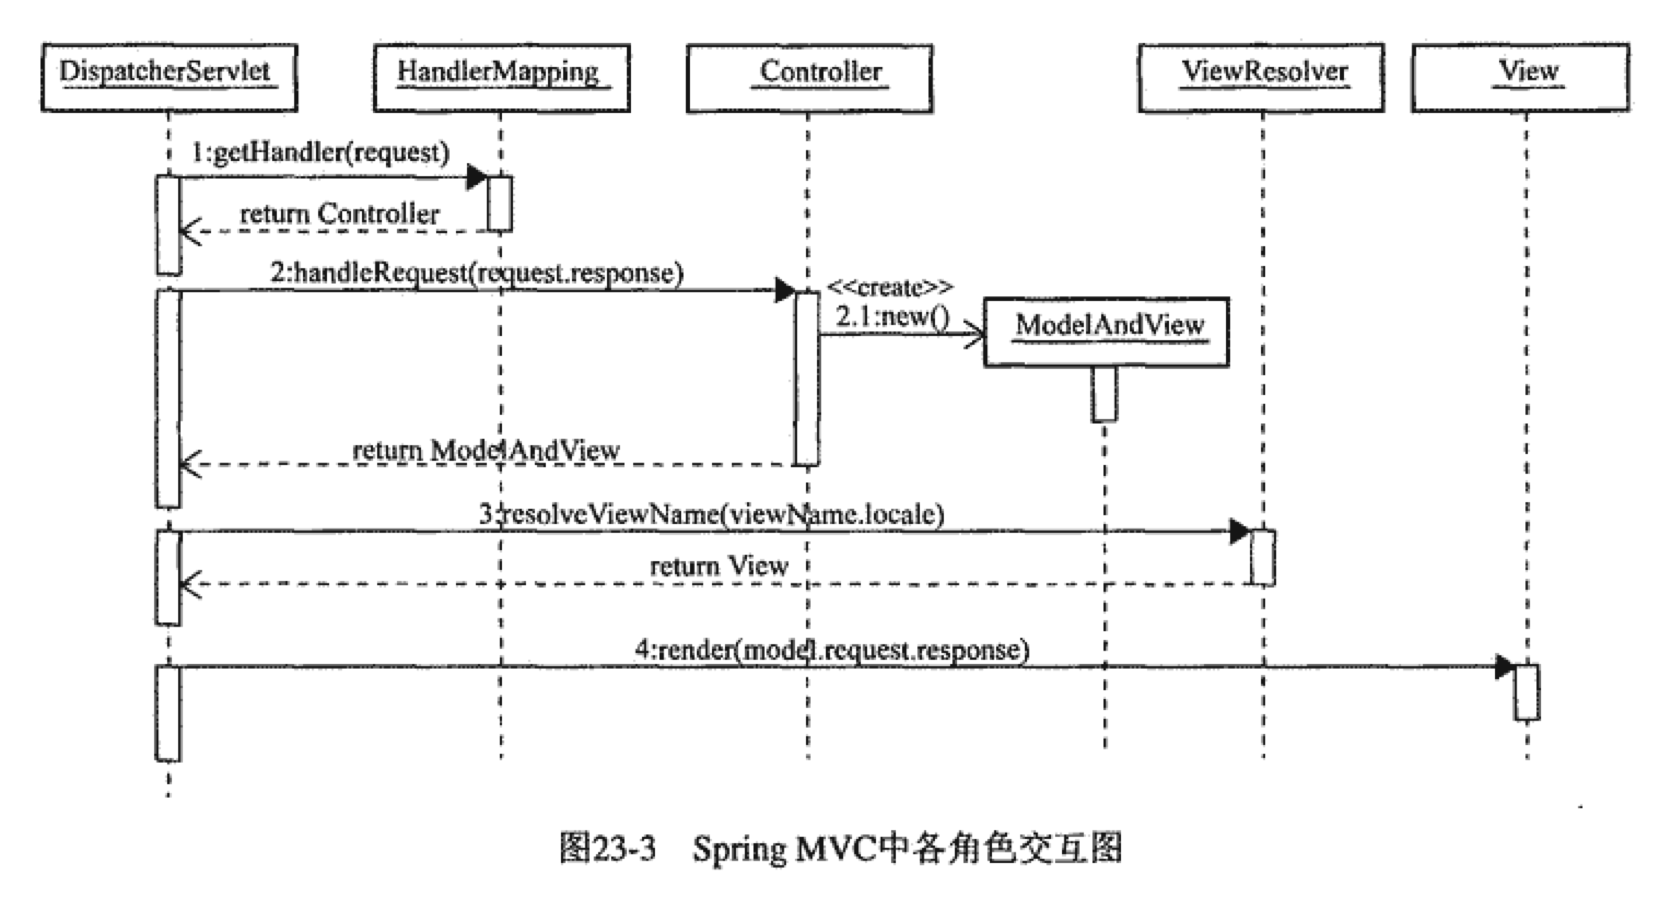 DispatcherServlet
HandlerMapping
Controller
ViewResolver
View
1:getHandler(request)
return Controller
2:handleRequest(request.response)
<<create>>
2.1:new()
ModelAndView
return ModelAndView
3:resolveViewName(viewName.locale)
return View
4:render(model.request.response)
图23-3 Spring MVC中各角色交互图